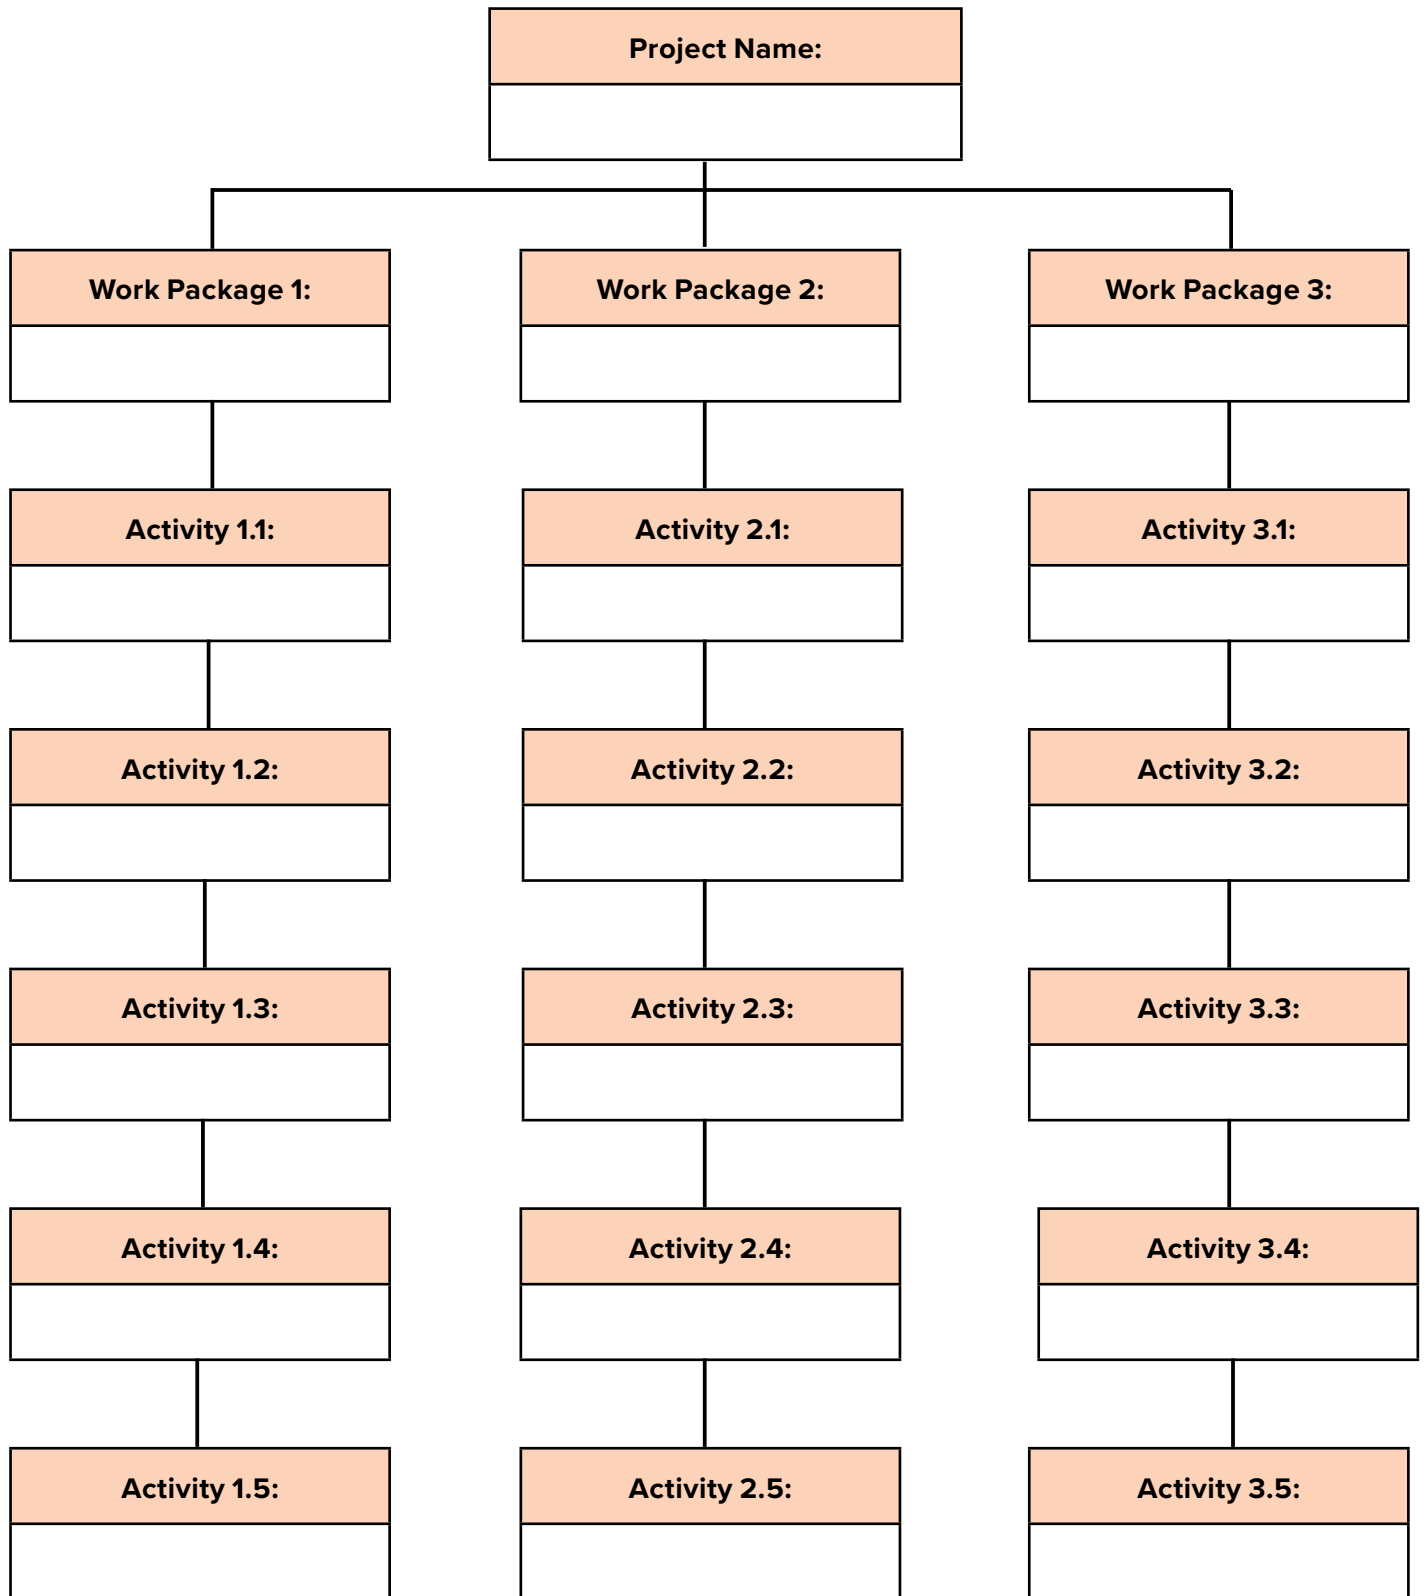 Project Name:
Work Package 1:
Work Package 2:
Work Package 3:
Activity 1.1:
Activity 2.1:
Activity 3.1:
Activity 1.2:
Activity 2.2:
Activity 3.2:
Activity 1.3:
Activity 2.3:
Activity 3.3:
Activity 1.4:
Activity 2.4:
Activity 3.4:
Activity 1.5:
Activity 2.5:
Activity 3.5: